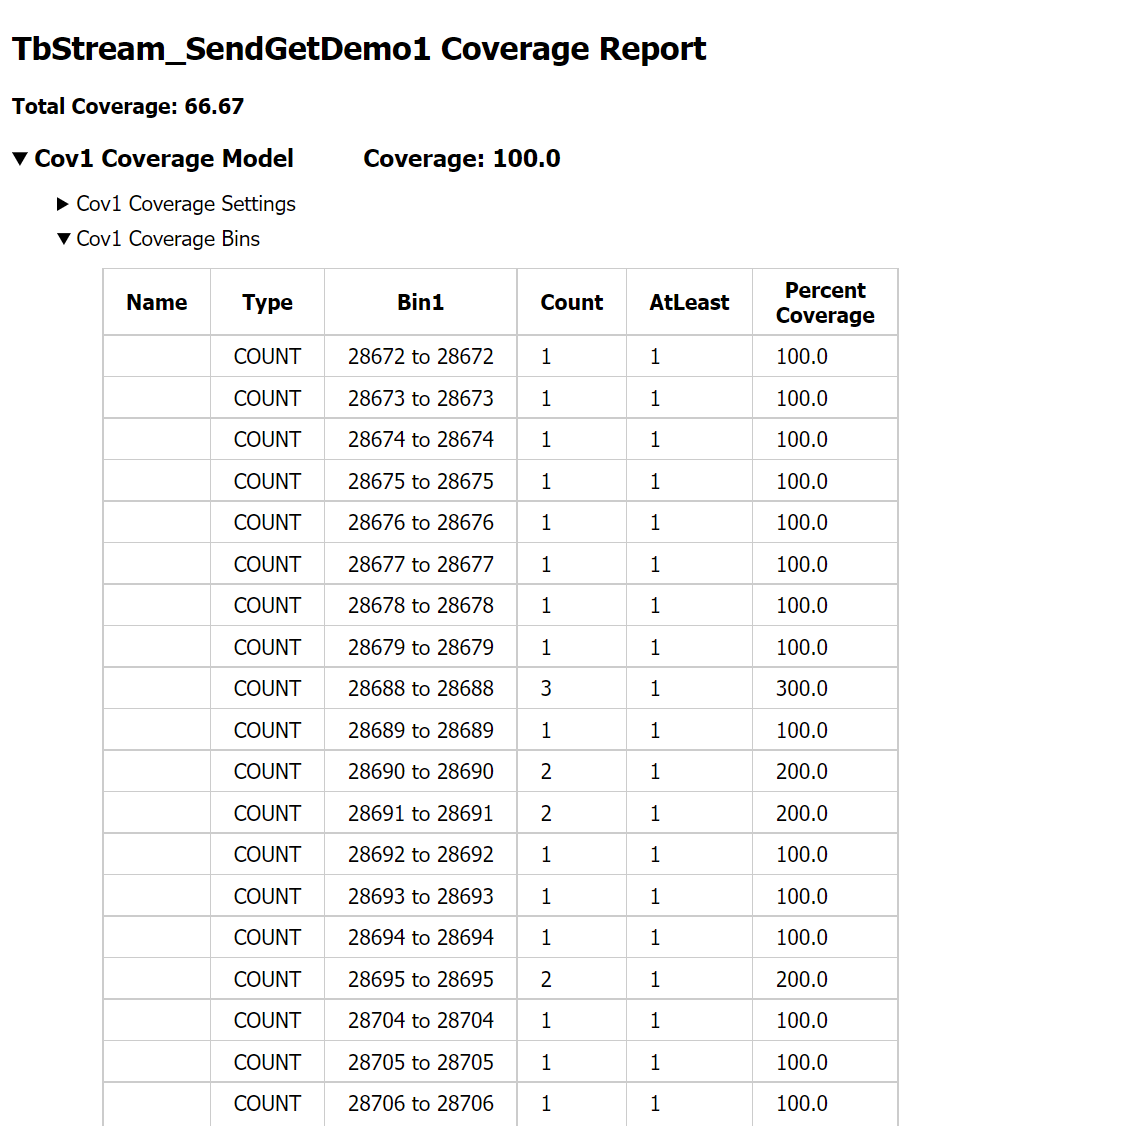 TbStream_SendGetDemo1 Coverage Report
Total Coverage: 66.67
Cov1 Coverage Model Coverage: 100.0
Cov1 Coverage Settings
Cov1 Coverage Bins
Name Type Bin1 Count AtLeast Percent Coverage
COUNT 28672 to 28672 1 1 100.0
COUNT 28673 to 28673 1 1 100.0
COUNT 28674 to 28674 1 1 100.0
COUNT 28675 to 28675 1 1 100.0
COUNT 28676 to 28676 1 1 100.0
COUNT 28677 to 28677 1 1 100.0
COUNT 28678 to 28678 1 1 100.0
COUNT 28679 to 28679 1 1 100.0
COUNT 28688 to 28688 3 1 300.0
COUNT 28689 to 28689 1 1 100.0
COUNT 28690 to 28690 2 1 200.0
COUNT 28691 to 28691 2 1 200.0
COUNT 28692 to 28692 1 1 100.0
COUNT 28693 to 28693 1 1 100.0
COUNT 28694 to 28694 1 1 100.0
COUNT 28695 to 28695 2 1 200.0
COUNT 28704 to 28704 1 1 100.0
COUNT 28705 to 28705 1 1 100.0
COUNT 28706 to 28706 1 1 100.0